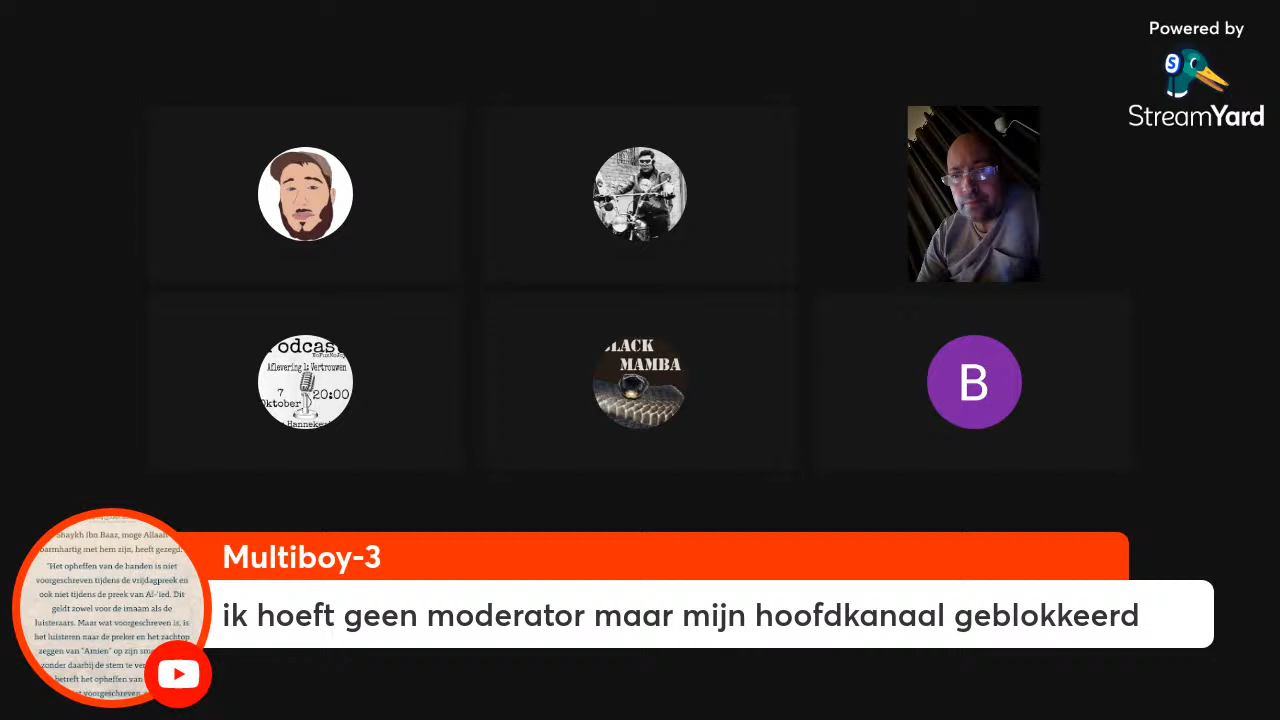 Powered by
S
StreamYard
Podcast
NoFunNoJoy
Aflevering 1: Vertrouwen
7
Oktober
20:00
Hanneke
BLACK
MAMBA
B
Multiboy-3
ik hoeft geen moderator maar mijn hoofdkanaal geblokkeerd
Shaykh ibn Baaz, moge Allaah
barmhartig met hem zijn, heeft gezegd:
"Het opheffen van de handen is niet
voorgeschreven tijdens de vrijdagpreek en
ook niet tijdens de preek van Al-'ied. Dit
geldt zowel voor de imaam als de
luisteraars. Maar wat voorgeschreven is, is
het luisteren naar de preker en het zachtop
zeggen van "Amien" op zijn
zonder daarbij de stem te
betreft het opheffen van
voorgeschreven